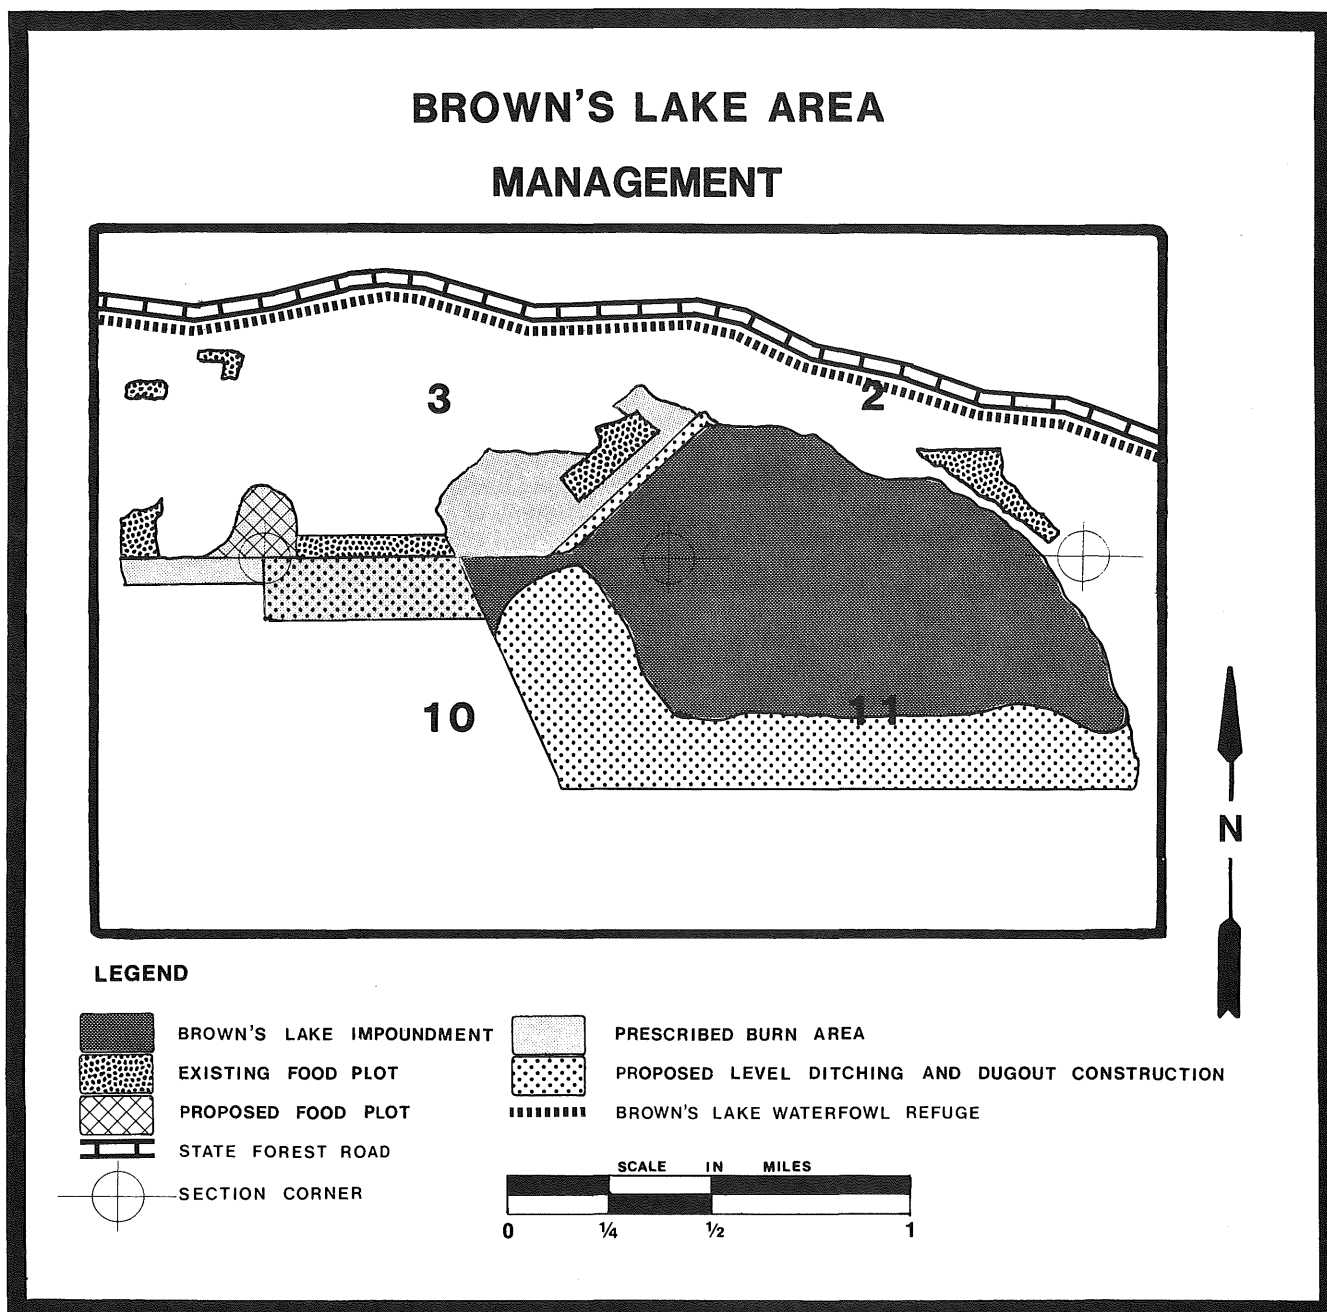 BROWN'S LAKE AREA
MANAGEMENT
3
2
10
11
N
LEGEND
BROWN'S LAKE IMPOUNDMENT
EXISTING FOOD PLOT
PROPOSED FOOD PLOT
STATE FOREST ROAD
SECTION CORNER
PRESCRIBED BURN AREA
PROPOSED LEVEL DITCHING AND DUGOUT CONSTRUCTION
BROWN'S LAKE WATERFOWL REFUGE
SCALE IN MILES
0 ¼ ½ 1